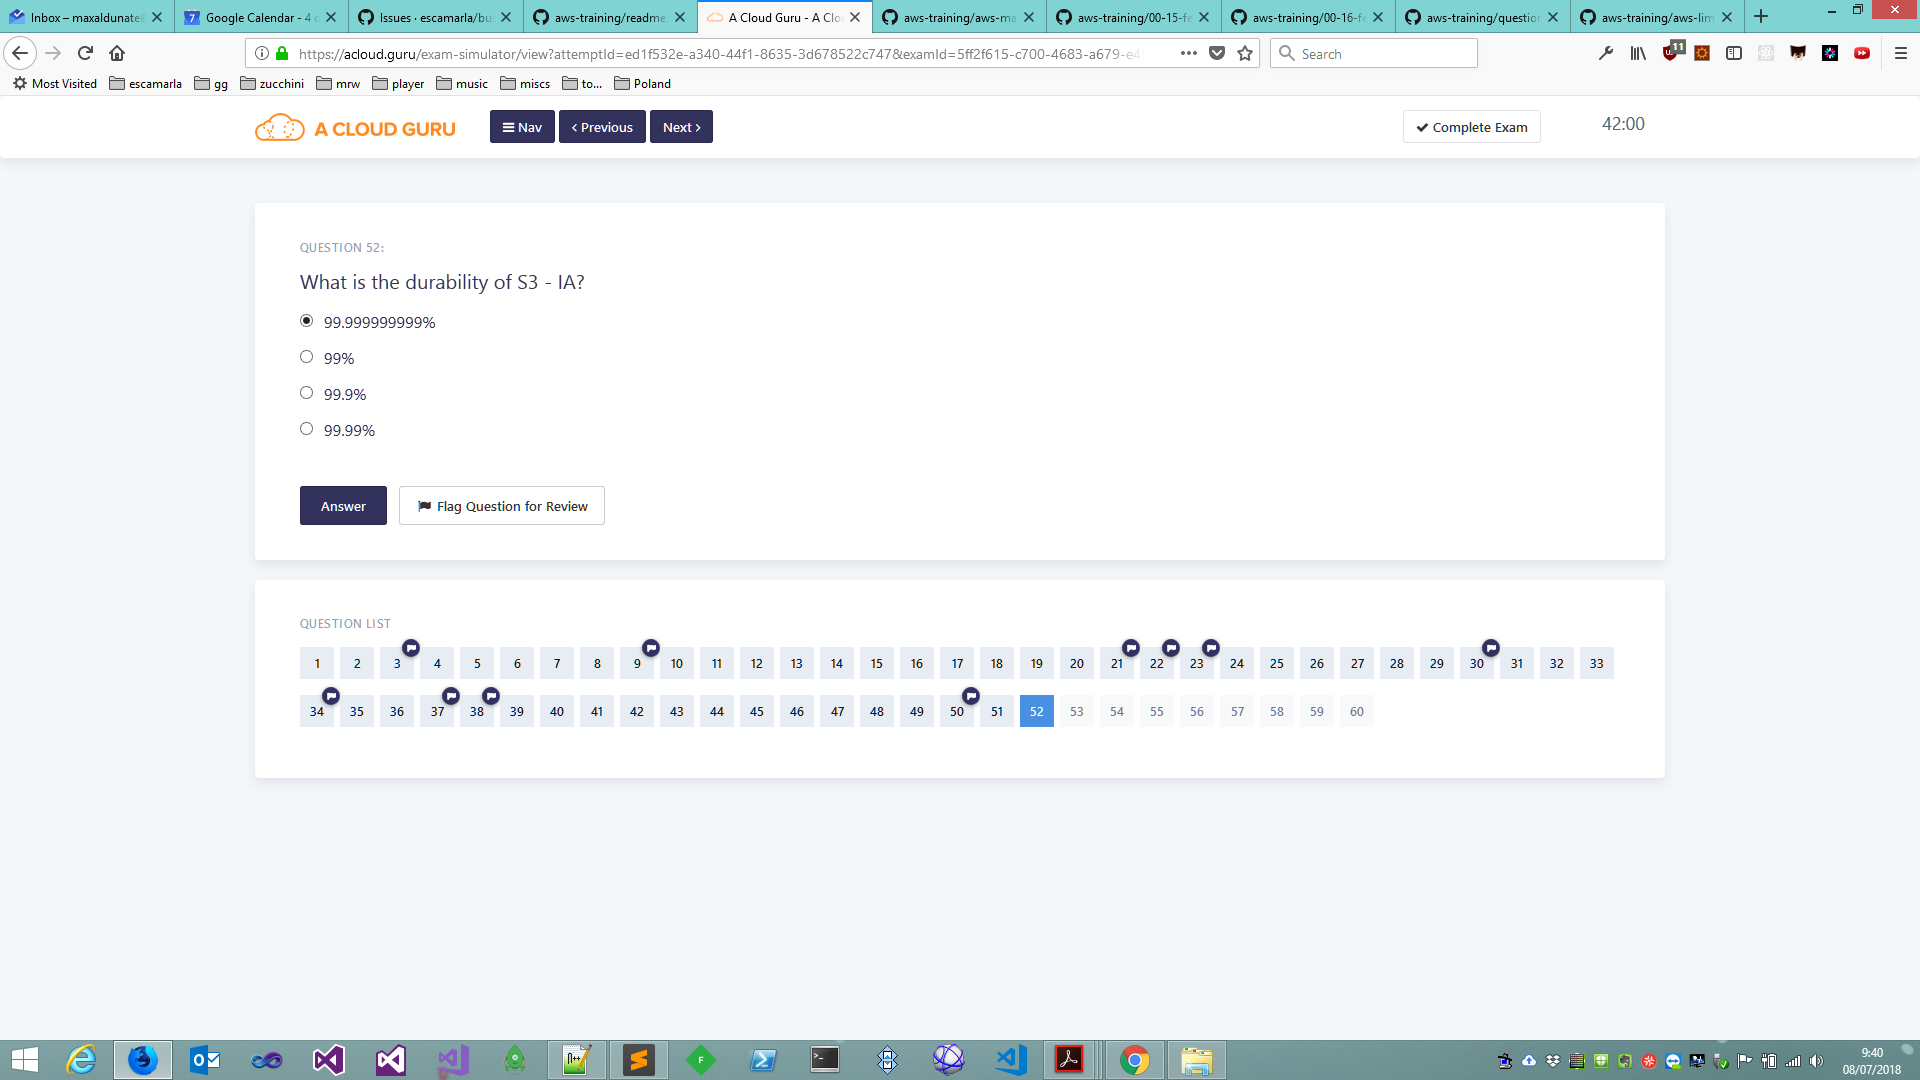 Inbox – maxaldunate
Google Calendar - 4
Issues · escamarla/bu
aws-training/readme
A Cloud Guru - A Clo
aws-training/aws-ma
aws-training/00-15-fe
aws-training/00-16-fe
aws-training/question
aws-training/aws-lim
https://acloud.guru/exam-simulator/view?attemptId=ed1f532e-a340-44f1-8635-3d678522c747&examId=5ff2f615-c700-4683-a679-e4
Search
11
Most Visited escamarla gg zucchini mrw player music miscs to... Poland
A CLOUD GURU
Nav
Previous
Next
Complete Exam
42:00
QUESTION 52:
What is the durability of S3 - IA?
99.999999999%
99%
99.9%
99.99%
Answer
Flag Question for Review
QUESTION LIST
1 2 3 4 5 6 7 8 9 10 11 12 13 14 15 16 17 18 19 20 21 22 23 24 25 26 27 28 29 30 31 32 33
34 35 36 37 38 39 40 41 42 43 44 45 46 47 48 49 50 51 52 53 54 55 56 57 58 59 60
9:40
08/07/2018